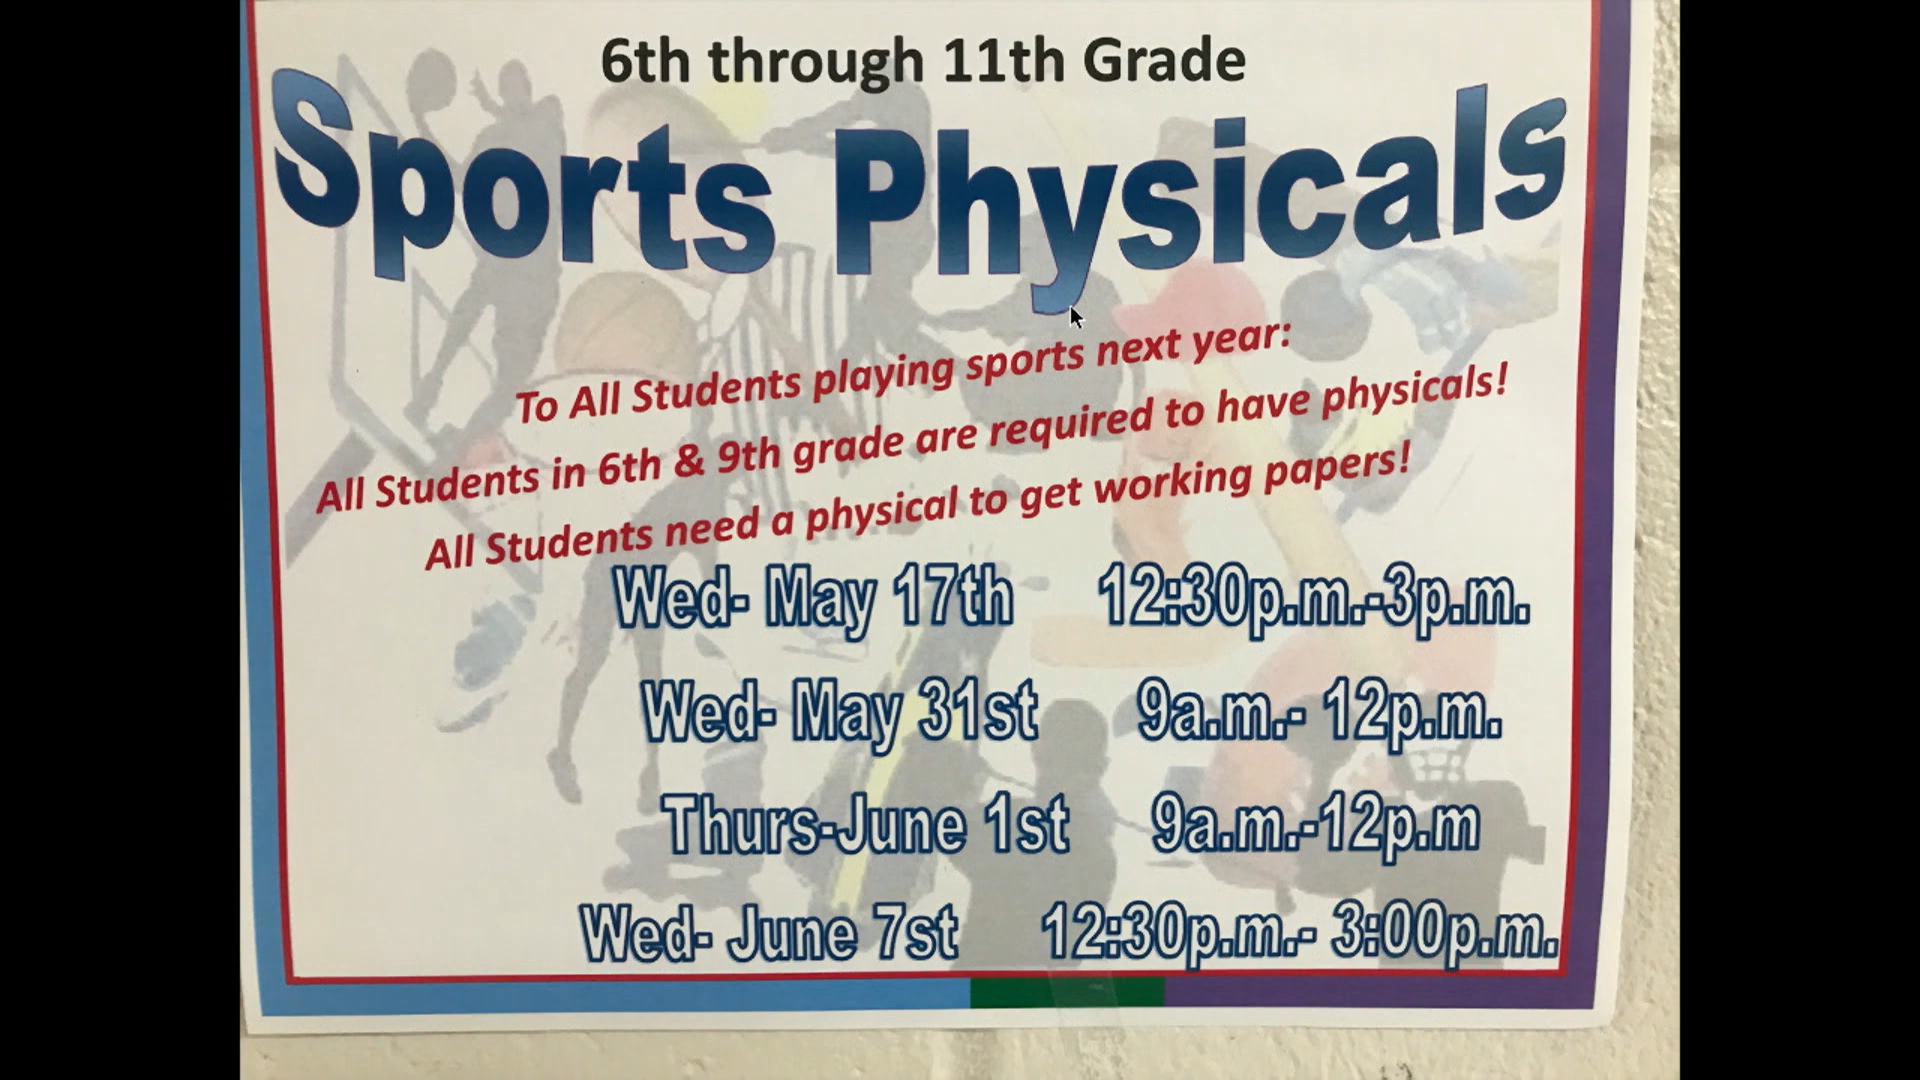 6th through 11th Grade
Sports Physicals
To All Students playing sports next year:
All Students in 6th & 9th grade are required to have physicals!
All Students need a physical to get working papers!
Wed- May 17th 12:30p.m.-3p.m.
Wed- May 31st 9a.m.- 12p.m.
Thurs-June 1st 9a.m.-12p.m
Wed- June 7st 12:30p.m.- 3:00p.m.